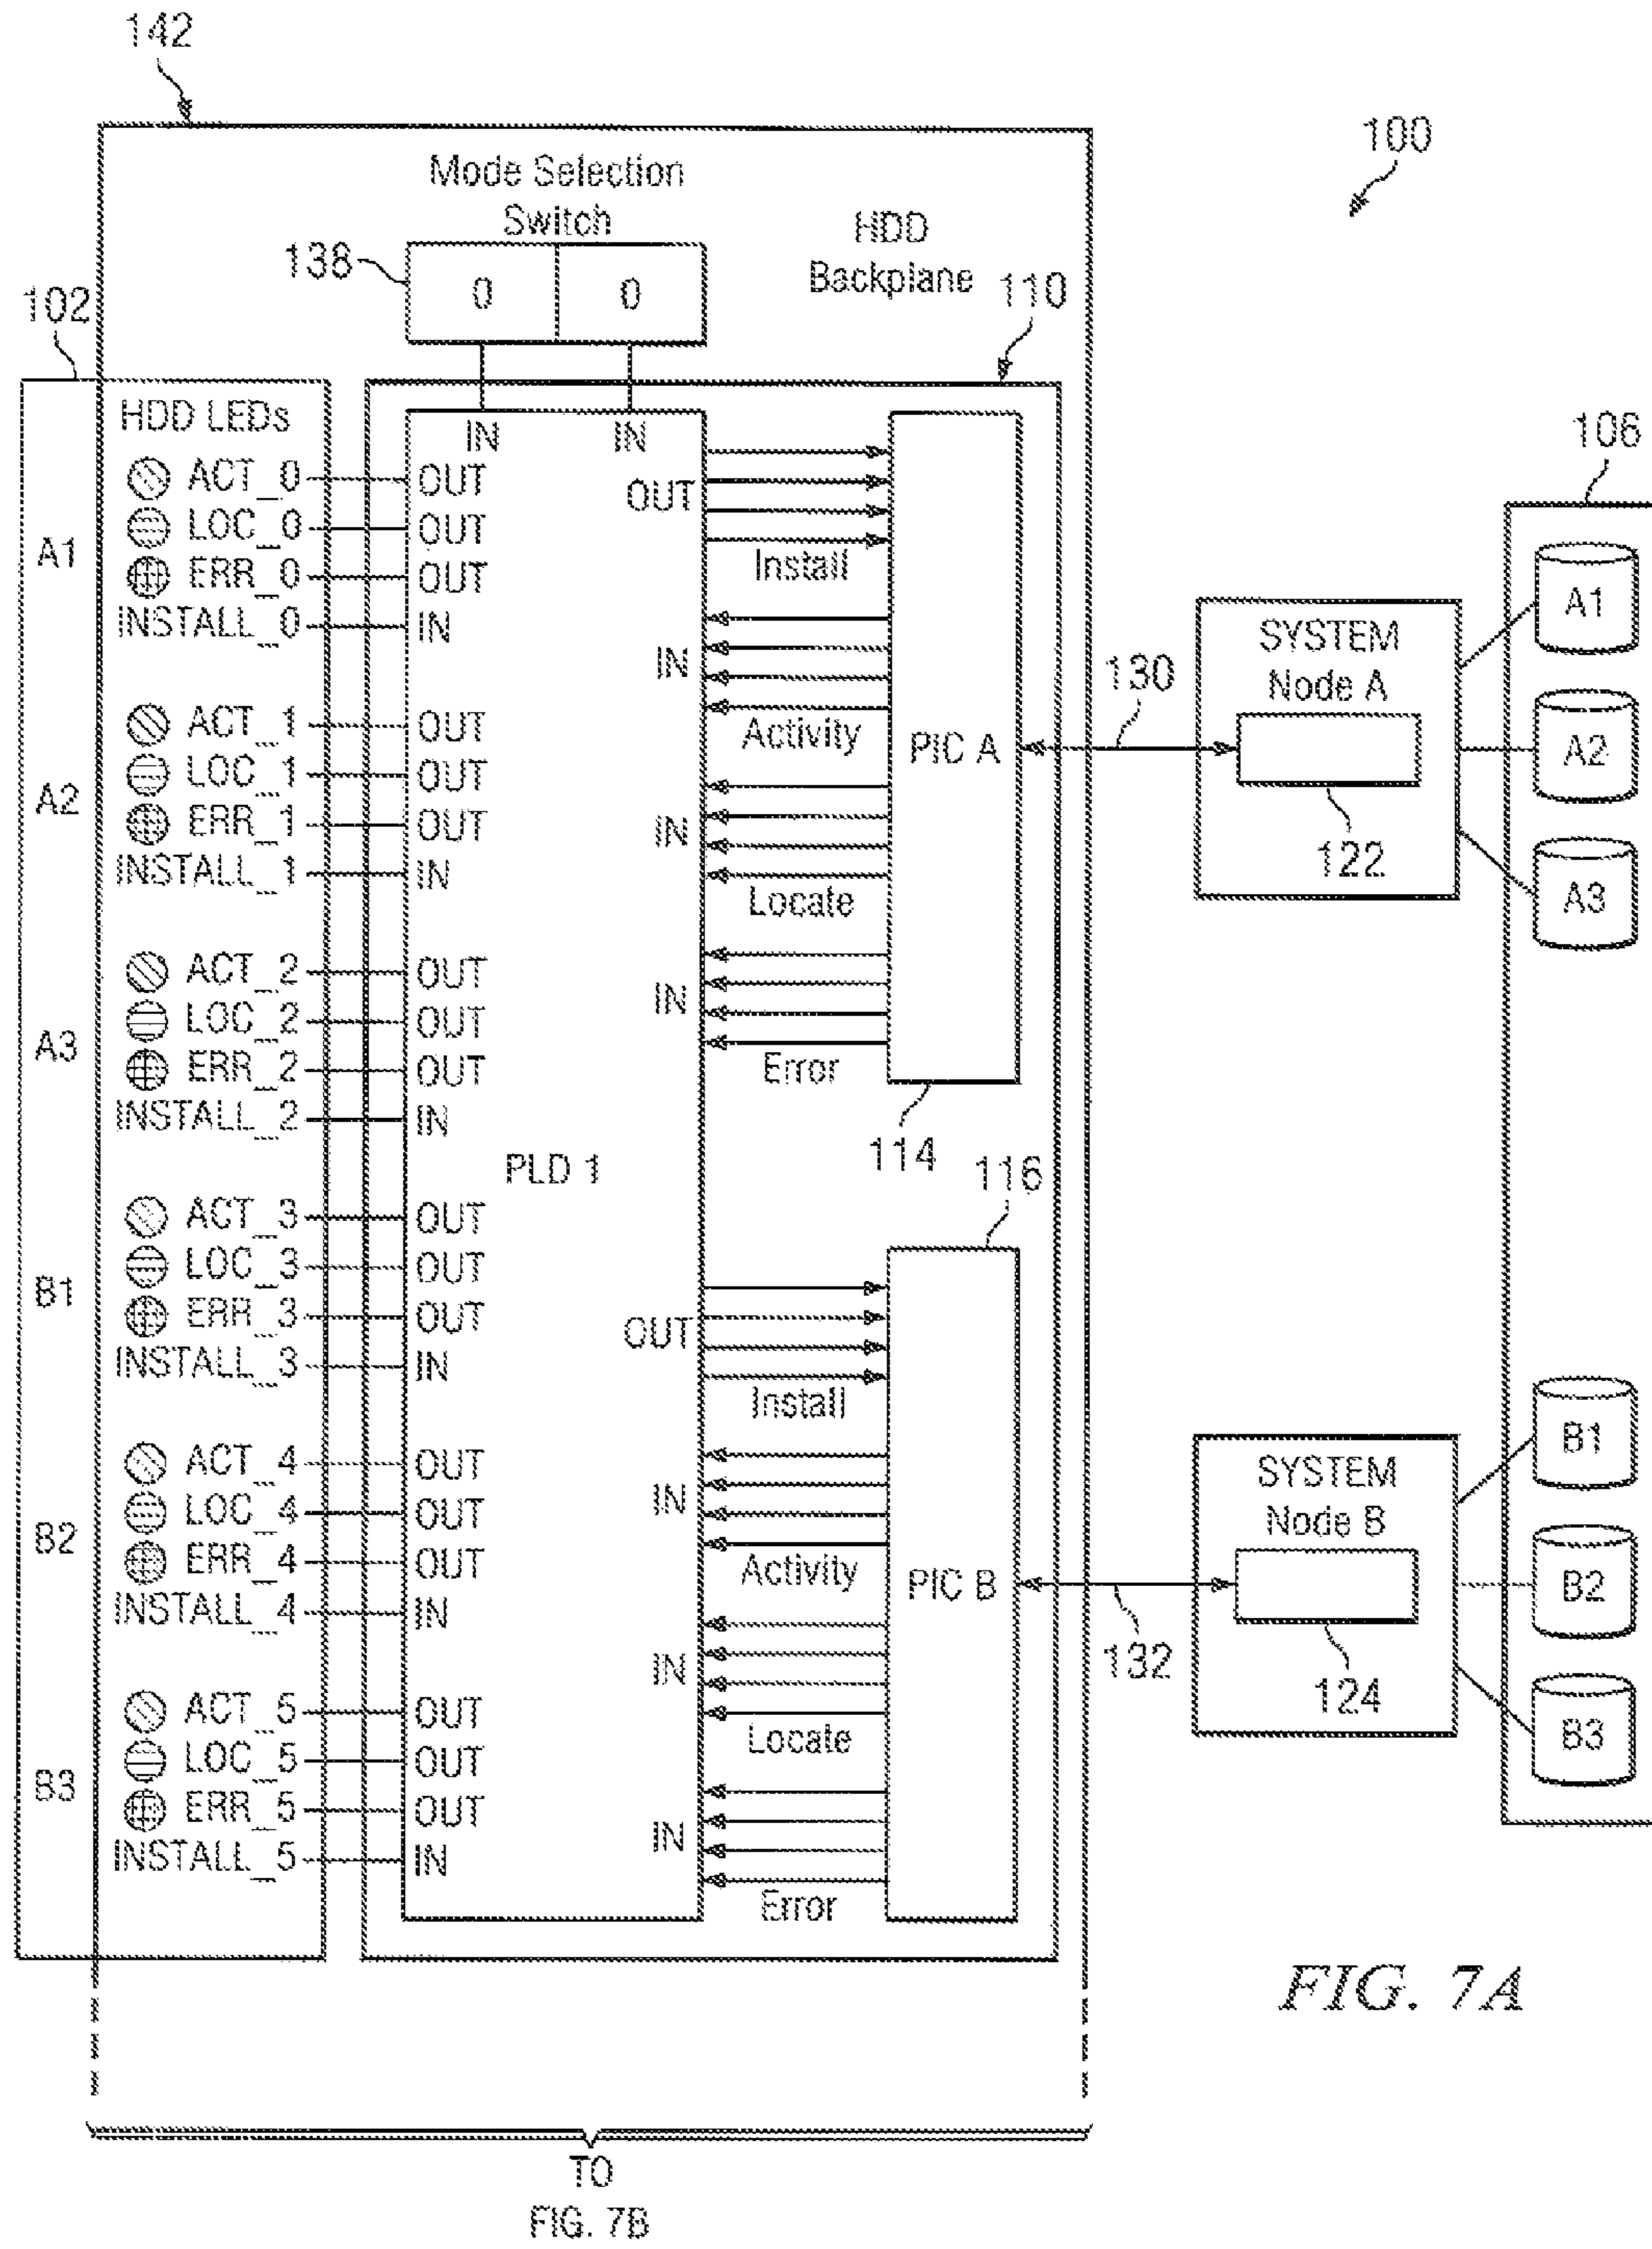 142
100
Mode Selection
Switch
HDD
Backplane
138
0 0
110
102
HDD LEDs
IN IN
106
A1
ACT_0 OUT
LOC_0 OUT
ERR_0 OUT
INSTALL_0 IN
A2
ACT_1 OUT
LOC_1 OUT
ERR_1 OUT
INSTALL_1 IN
A3
ACT_2 OUT
LOC_2 OUT
ERR_2 OUT
INSTALL_2 IN
PLD 1
B1
ACT_3 OUT
LOC_3 OUT
ERR_3 OUT
INSTALL_3 IN
B2
ACT_4 OUT
LOC_4 OUT
ERR_4 OUT
INSTALL_4 IN
B3
ACT_5 OUT
LOC_5 OUT
ERR_5 OUT
INSTALL_5 IN
OUT
Install
IN
Activity
IN
Locate
IN
Error
PIC A
114
130
SYSTEM
Node A
122
A1
A2
A3
116
OUT
Install
IN
Activity
IN
Locate
IN
Error
PIC B
132
SYSTEM
Node B
124
B1
B2
B3
FIG. 7A
TO
FIG. 7B